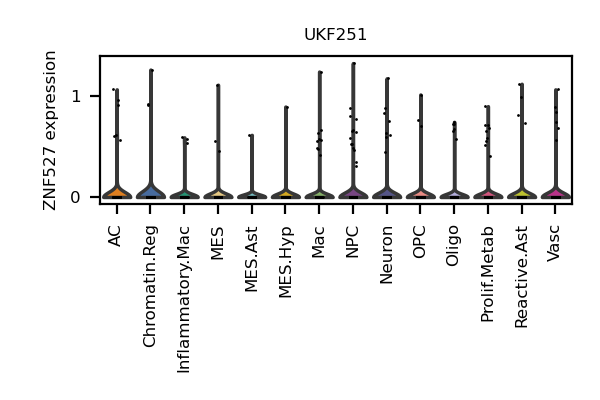 UKF251
ZNF527 expression
1
0
AC
Chromatin.Reg
Inflammatory.Mac
MES
MES.Ast
MES.Hyp
Mac
NPC
Neuron
OPC
Oligo
Prolif.Metab
Reactive.Ast
Vasc